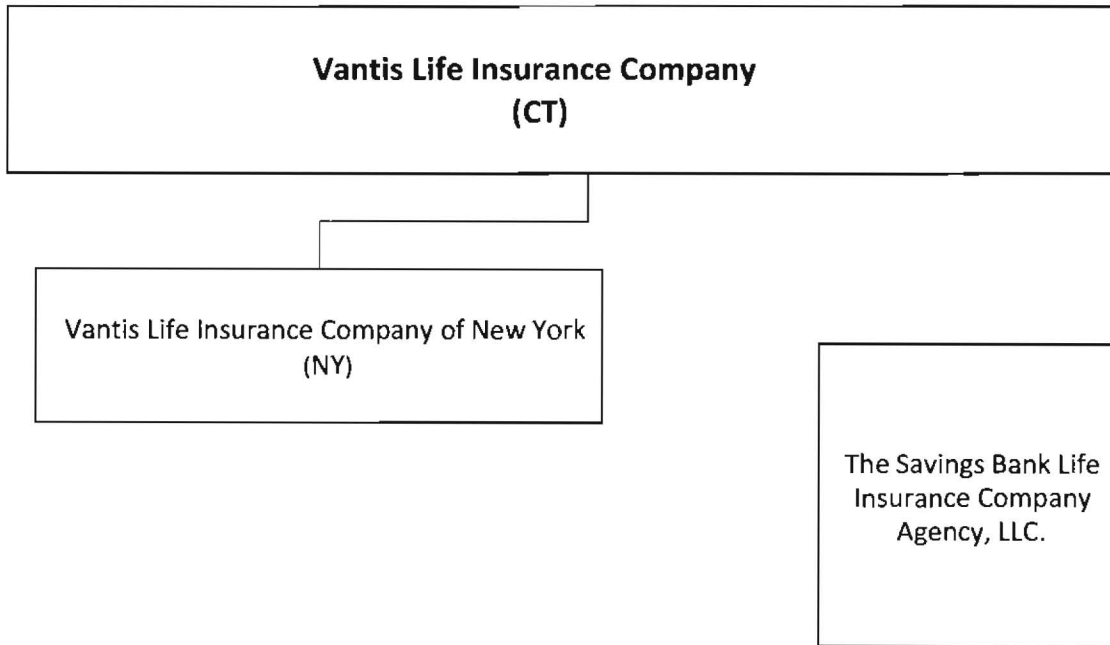 Vantis Life Insurance Company
(CT)
Vantis Life Insurance Company of New York
(NY)
The Savings Bank Life
Insurance Company
Agency, LLC.